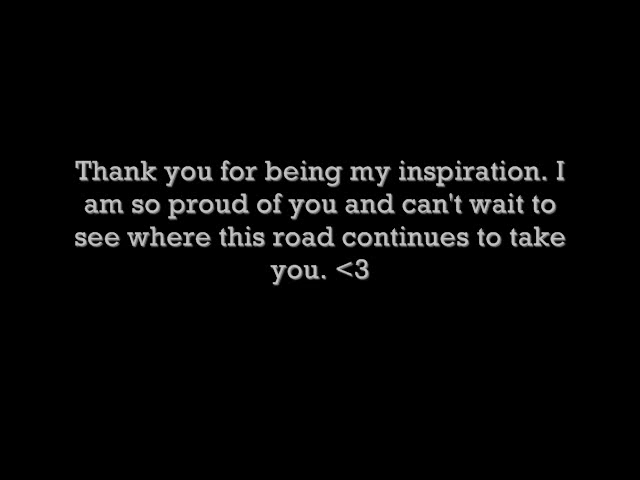 Thank you for being my inspiration. I
am so proud of you and can't wait to
see where this road continues to take
you. <3